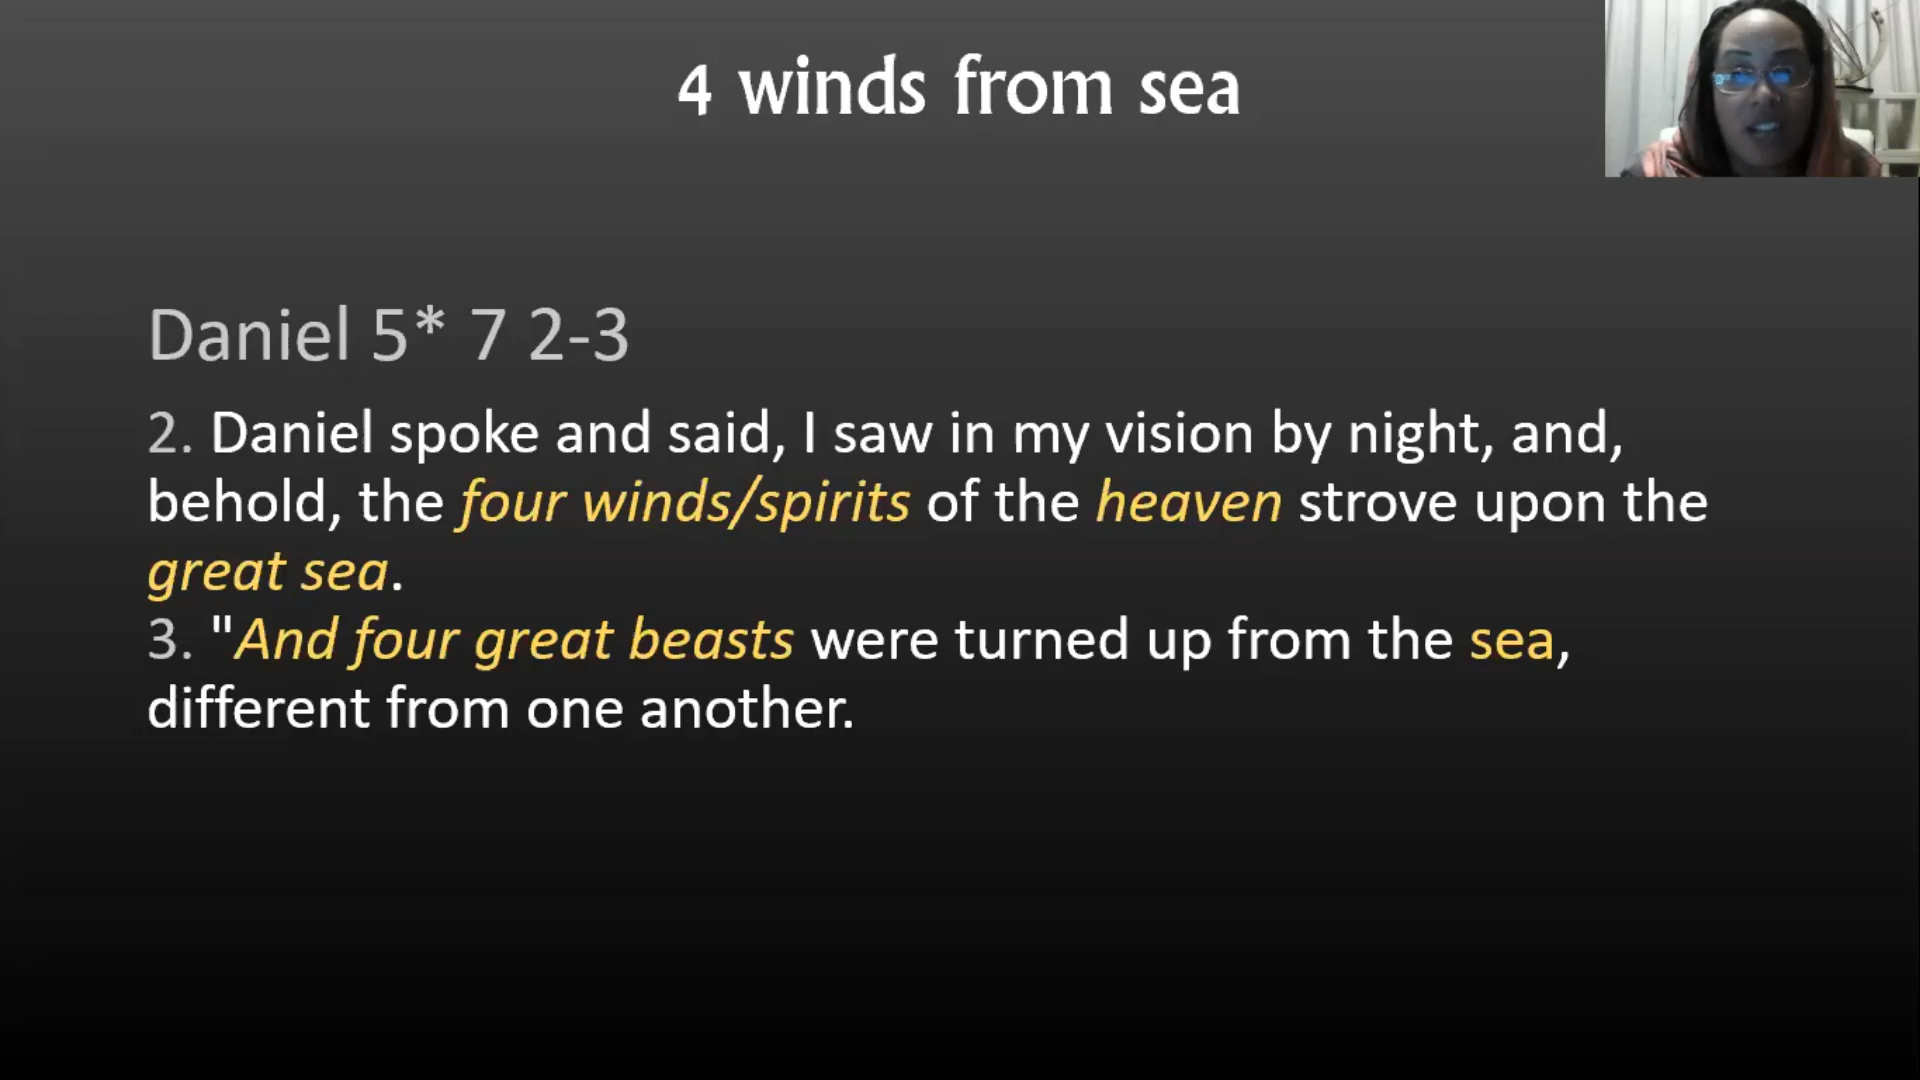 4 winds from sea
Daniel 5* 7 2-3
2. Daniel spoke and said, I saw in my vision by night, and,
behold, the four winds/spirits of the heaven strove upon the
great sea.
3. "And four great beasts were turned up from the sea,
different from one another.